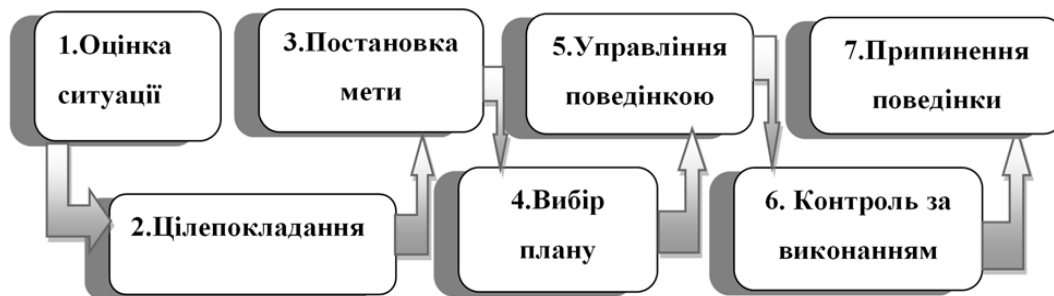 1.Оцінка
ситуації
2.Цілепокладання
3.Постановка
мети
4.Вибір
плану
5.Управління
поведінкою
6. Контроль за
виконанням
7.Припинення
поведінки